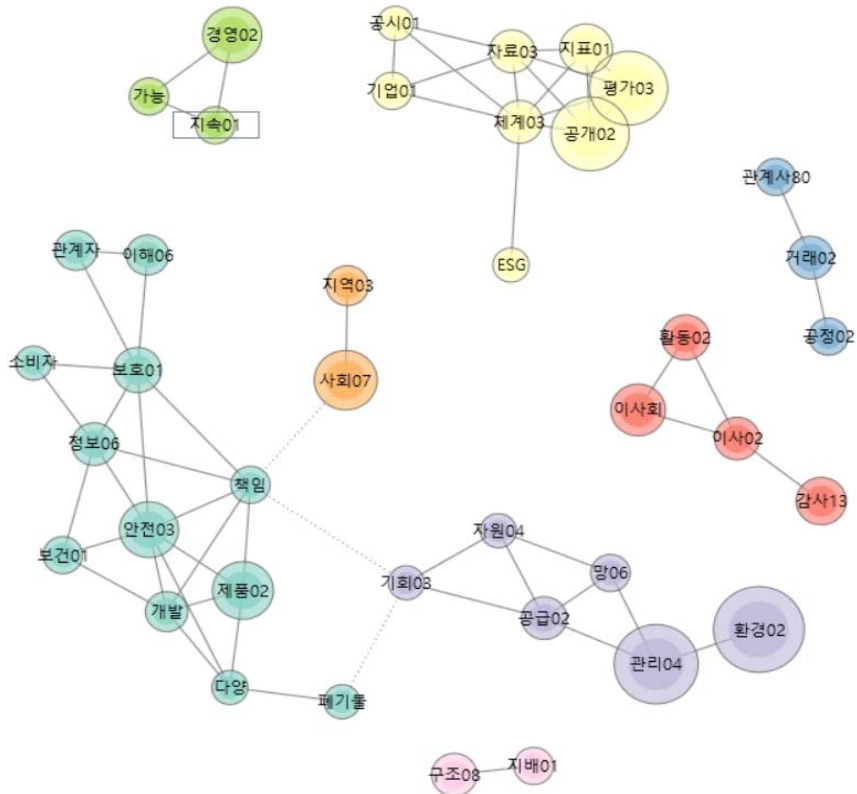 경영02
가능
지속01
공시01
자료03
지표01
기업01
평가03
체계03
공개02
ESG
관계사80
거래02
공정02
관계자
이해06
지역03
소비자
보호01
사회07
활동02
이사회
이사02
감사13
정보06
책임
안전03
보건01
제품02
개발
다양
폐기물
자원04
기회03
망06
공급02
환경02
관리04
구조08
지배01